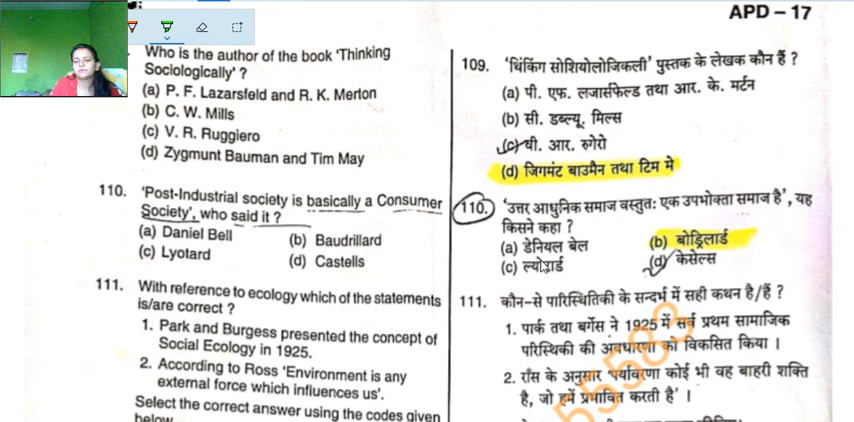 APD – 17
Who is the author of the book 'Thinking
Sociologically' ?
(a) P. F. Lazarsfeld and R. K. Merton
(b) C. W. Mills
(c) V. R. Ruggiero
(d) Zygmunt Bauman and Tim May
110. 'Post-Industrial society is basically a Consumer
Society', who said it ?
(a) Daniel Bell
(b) Baudrillard
(c) Lyotard
(d) Castells
111. With reference to ecology which of the statements
is/are correct ?
1. Park and Burgess presented the concept of
Social Ecology in 1925.
2. According to Ross 'Environment is any
external force which influences us'.
Select the correct answer using the codes given
below
109. 'थिंकिंग सोशियोलोजिकली' पुस्तक के लेखक कौन हैं ?
(a) पी. एफ. लजार्सफेल्ड तथा आर. के. मर्टन
(b) सी. डब्ल्यू. मिल्स
(c) वी. आर. रुगेरो
(d) जिगमंट बाउमैन तथा टिम मे
110. 'उत्तर आधुनिक समाज वस्तुतः एक उपभोक्ता समाज है', यह
किसने कहा ?
(a) डेनियल बेल
(b) बोड्रिलार्ड
(c) ल्योटार्ड
(d) केसेल्स
111. कौन-से पारिस्थितिकी के सन्दर्भ में सही कथन है/हैं ?
1. पार्क तथा बर्गेस ने 1925 में सर्व प्रथम सामाजिक
परिस्थिकी की अवधारणा को विकसित किया ।
2. रॉस के अनुसार 'पर्यावरण कोई भी वह बाहरी शक्ति
है, जो हमें प्रभावित करती है' ।
55583